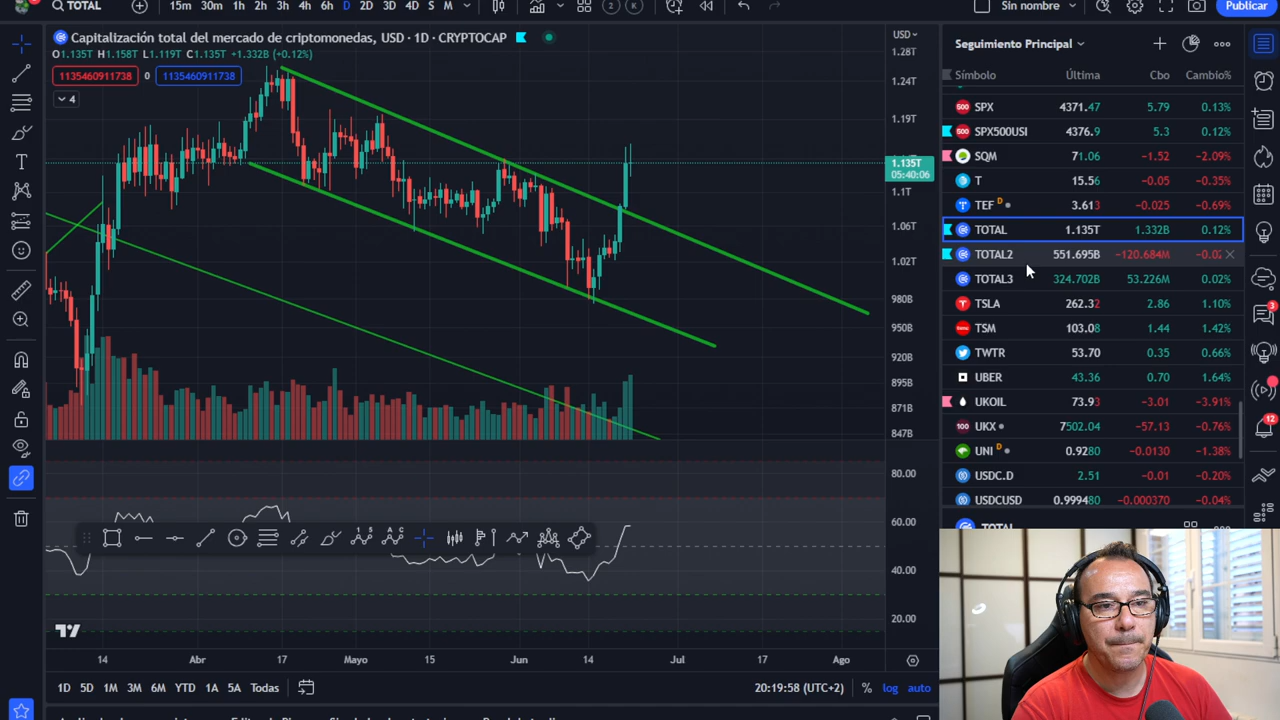 TOTAL
15m 30m 1h 2h 3h 4h 6h D 2D 3D 4D S M
2 K
Sin nombre
Publicar
Capitalización total del mercado de criptomonedas, USD · 1D · CRYPTOCAP
O1.135T H1.158T L1.119T C1.135T +1.332B (+0.12%)
1135460911738 0 1135460911738
4
USD
1.28T
1.24T
1.19T
1.135T
05:40:06
1.1T
1.06T
1.02T
980B
950B
920B
895B
871B
847B
80.00
60.00
40.00
20.00
14 Abr 17 Mayo 15 Jun 14 Jul 17 Ago
1D 5D 1M 3M 6M YTD 1A 5A Todas
20:19:58 (UTC+2) % log auto
Seguimiento Principal
Símbolo Última Cbo Cambio%
SPX 4371.47 5.79 0.13%
SPX500USI 4376.9 5.3 0.12%
SQM 71.06 -1.52 -2.09%
T 15.56 -0.05 -0.35%
TEF D 3.613 -0.025 -0.69%
TOTAL 1.135T 1.332B 0.12%
TOTAL2 551.695B -120.684M -0.02
TOTAL3 324.702B 53.226M 0.02%
TSLA 262.32 2.86 1.10%
TSM 103.08 1.44 1.42%
TWTR 53.70 0.35 0.66%
UBER 43.36 0.70 1.64%
UKOIL 73.93 -3.01 -3.91%
UKX 7502.04 -57.13 -0.76%
UNI D 0.9280 -0.0130 -1.38%
USDC.D 2.51 -0.01 -0.20%
USDCUSD 0.999480 -0.000370 -0.04%
TOTAL
3
12